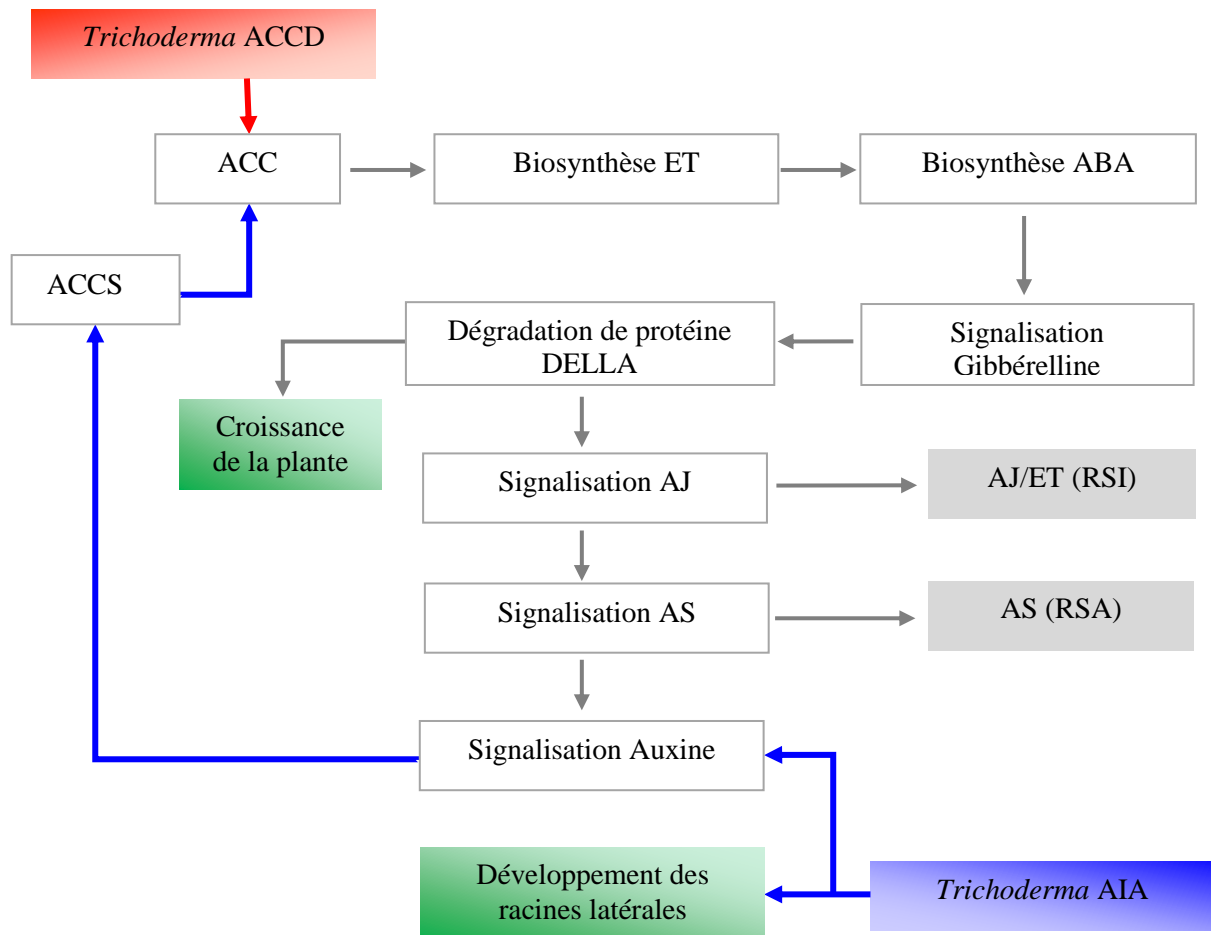 Trichoderma ACCD
ACC
Biosynthèse ET
Biosynthèse ABA
ACCS
Dégradation de protéine
DELLA
Signalisation
Gibbérelline
Croissance
de la plante
Signalisation AJ
AJ/ET (RSI)
Signalisation AS
AS (RSA)
Signalisation Auxine
Développement des
racines latérales
Trichoderma AIA